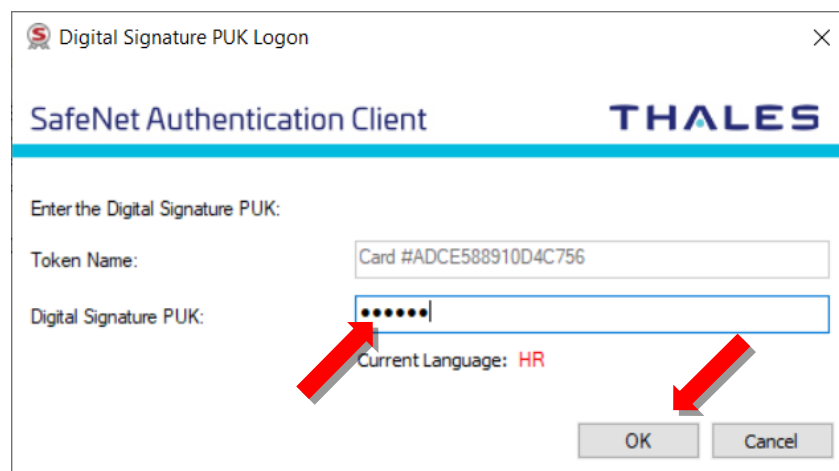 Digital Signature PUK Logon
SafeNet Authentication Client THALES
Enter the Digital Signature PUK:
Token Name: Card #ADCE588910D4C756
Digital Signature PUK: ●●●●●●
Current Language: HR
OK Cancel